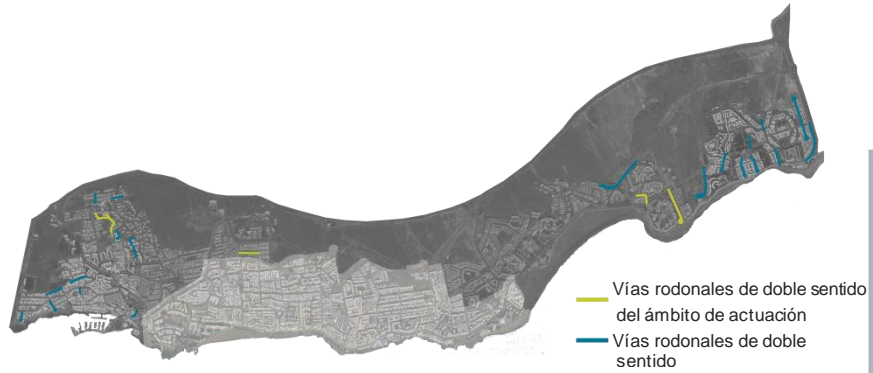 Vías rodonales de doble sentido
del ámbito de actuación
Vías rodonales de doble
sentido